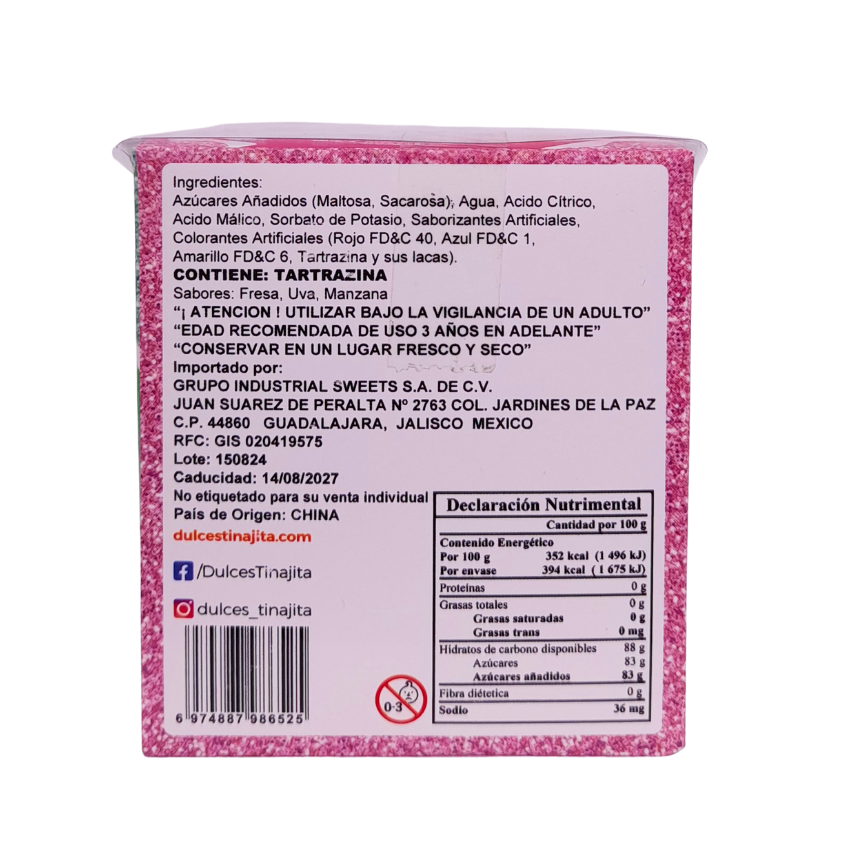 Ingredientes:
Azúcares Añadidos (Maltosa, Sacarosa), Agua, Acido Cítrico,
Acido Málico, Sorbato de Potasio, Saborizantes Artificiales,
Colorantes Artificiales (Rojo FD&C 40, Azul FD&C 1,
Amarillo FD&C 6, Tartrazina y sus lacas).
CONTIENE: TARTRAZINA
Sabores: Fresa, Uva, Manzana
“¡ ATENCION ! UTILIZAR BAJO LA VIGILANCIA DE UN ADULTO”
“EDAD RECOMENDADA DE USO 3 AÑOS EN ADELANTE”
“CONSERVAR EN UN LUGAR FRESCO Y SECO”
Importado por:
GRUPO INDUSTRIAL SWEETS S.A. DE C.V.
JUAN SUAREZ DE PERALTA Nº 2763 COL. JARDINES DE LA PAZ
C.P. 44860 GUADALAJARA, JALISCO MEXICO
RFC: GIS 020419575
Lote: 150824
Caducidad: 14/08/2027
No etiquetado para su venta individual
País de Origen: CHINA
dulcestinajita.com
/DulcesTinajita
dulces_tinajita
6 974887 986525
0-3
Declaración Nutrimental
Cantidad por 100 g
Contenido Energético
Por 100 g 352 kcal (1 496 kJ)
Por envase 394 kcal ( 1 675 kJ)
Proteínas 0 g
Grasas totales 0 g
Grasas saturadas 0 g
Grasas trans 0 mg
Hidratos de carbono disponibles 88 g
Azúcares 83 g
Azúcares añadidos 83 g
Fibra diétetica 0 g
Sodio 36 mg